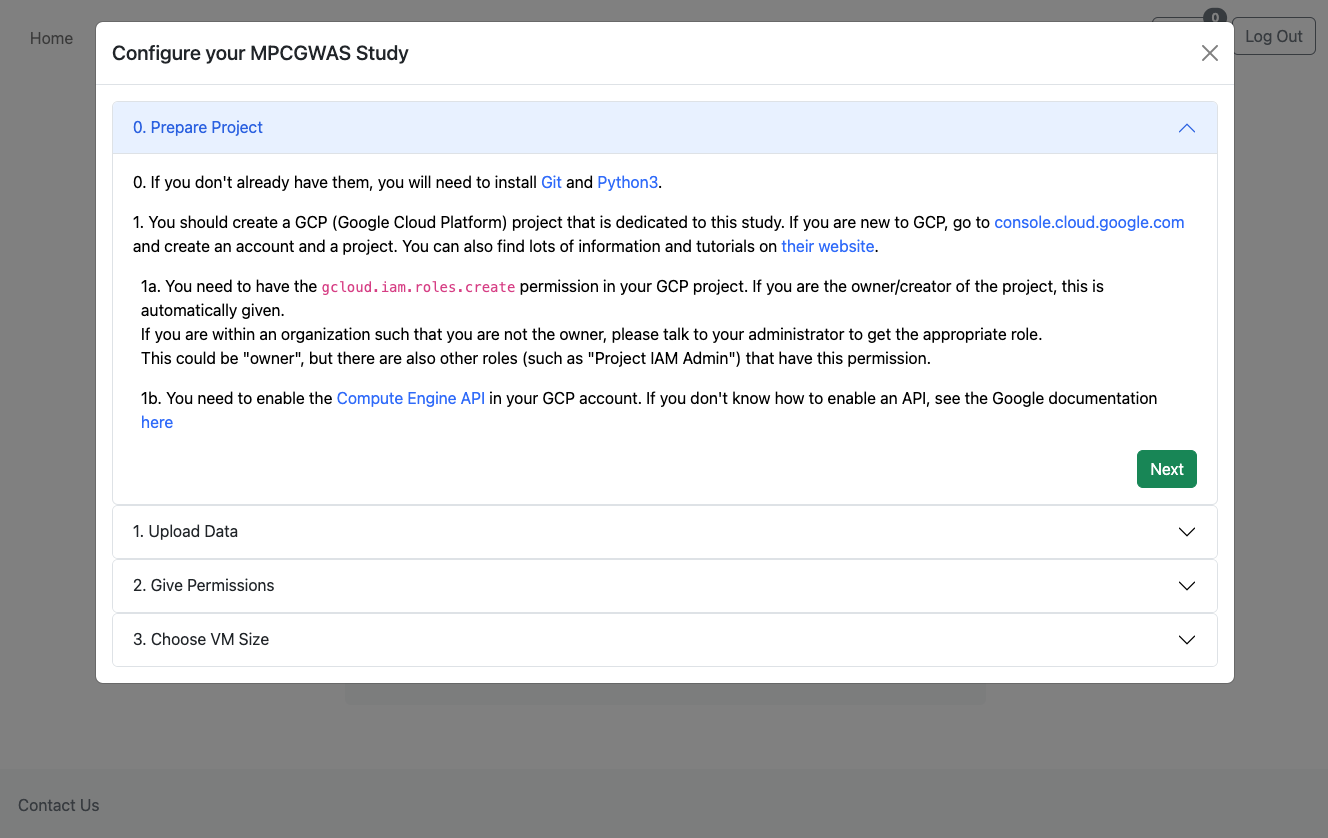 Home
0
Log Out
Configure your MPCGWAS Study
0. Prepare Project
0. If you don't already have them, you will need to install Git and Python3.
1. You should create a GCP (Google Cloud Platform) project that is dedicated to this study. If you are new to GCP, go to console.cloud.google.com
and create an account and a project. You can also find lots of information and tutorials on their website.
1a. You need to have the gcloud.iam.roles.create permission in your GCP project. If you are the owner/creator of the project, this is
automatically given.
If you are within an organization such that you are not the owner, please talk to your administrator to get the appropriate role.
This could be "owner", but there are also other roles (such as "Project IAM Admin") that have this permission.
1b. You need to enable the Compute Engine API in your GCP account. If you don't know how to enable an API, see the Google documentation
here
Next
1. Upload Data
2. Give Permissions
3. Choose VM Size
Contact Us